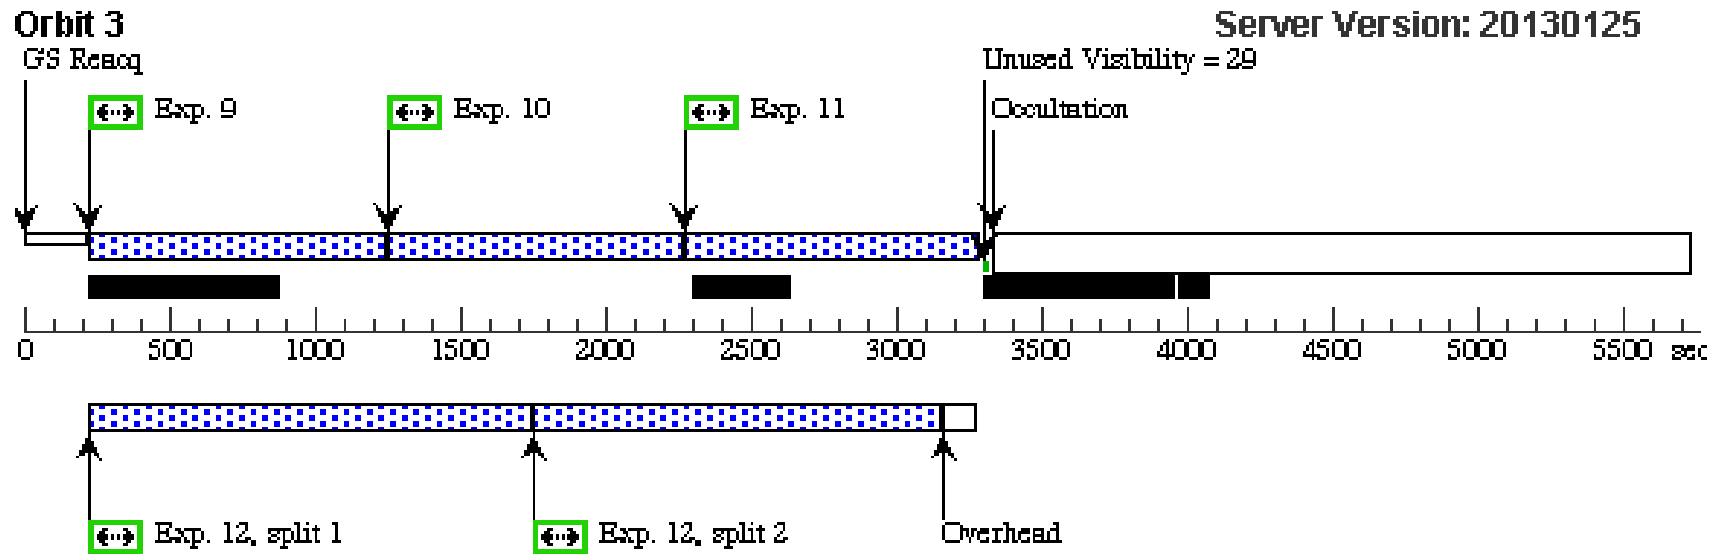 Orbit 3
Server Version: 20130125
GS Reacq
Unused Visibility = 29
Exp. 9
Exp. 10
Exp. 11
Occultation
0 500 1000 1500 2000 2500 3000 3500 4000 4500 5000 5500 sec
Exp. 12, split 1
Exp. 12, split 2
Overhead